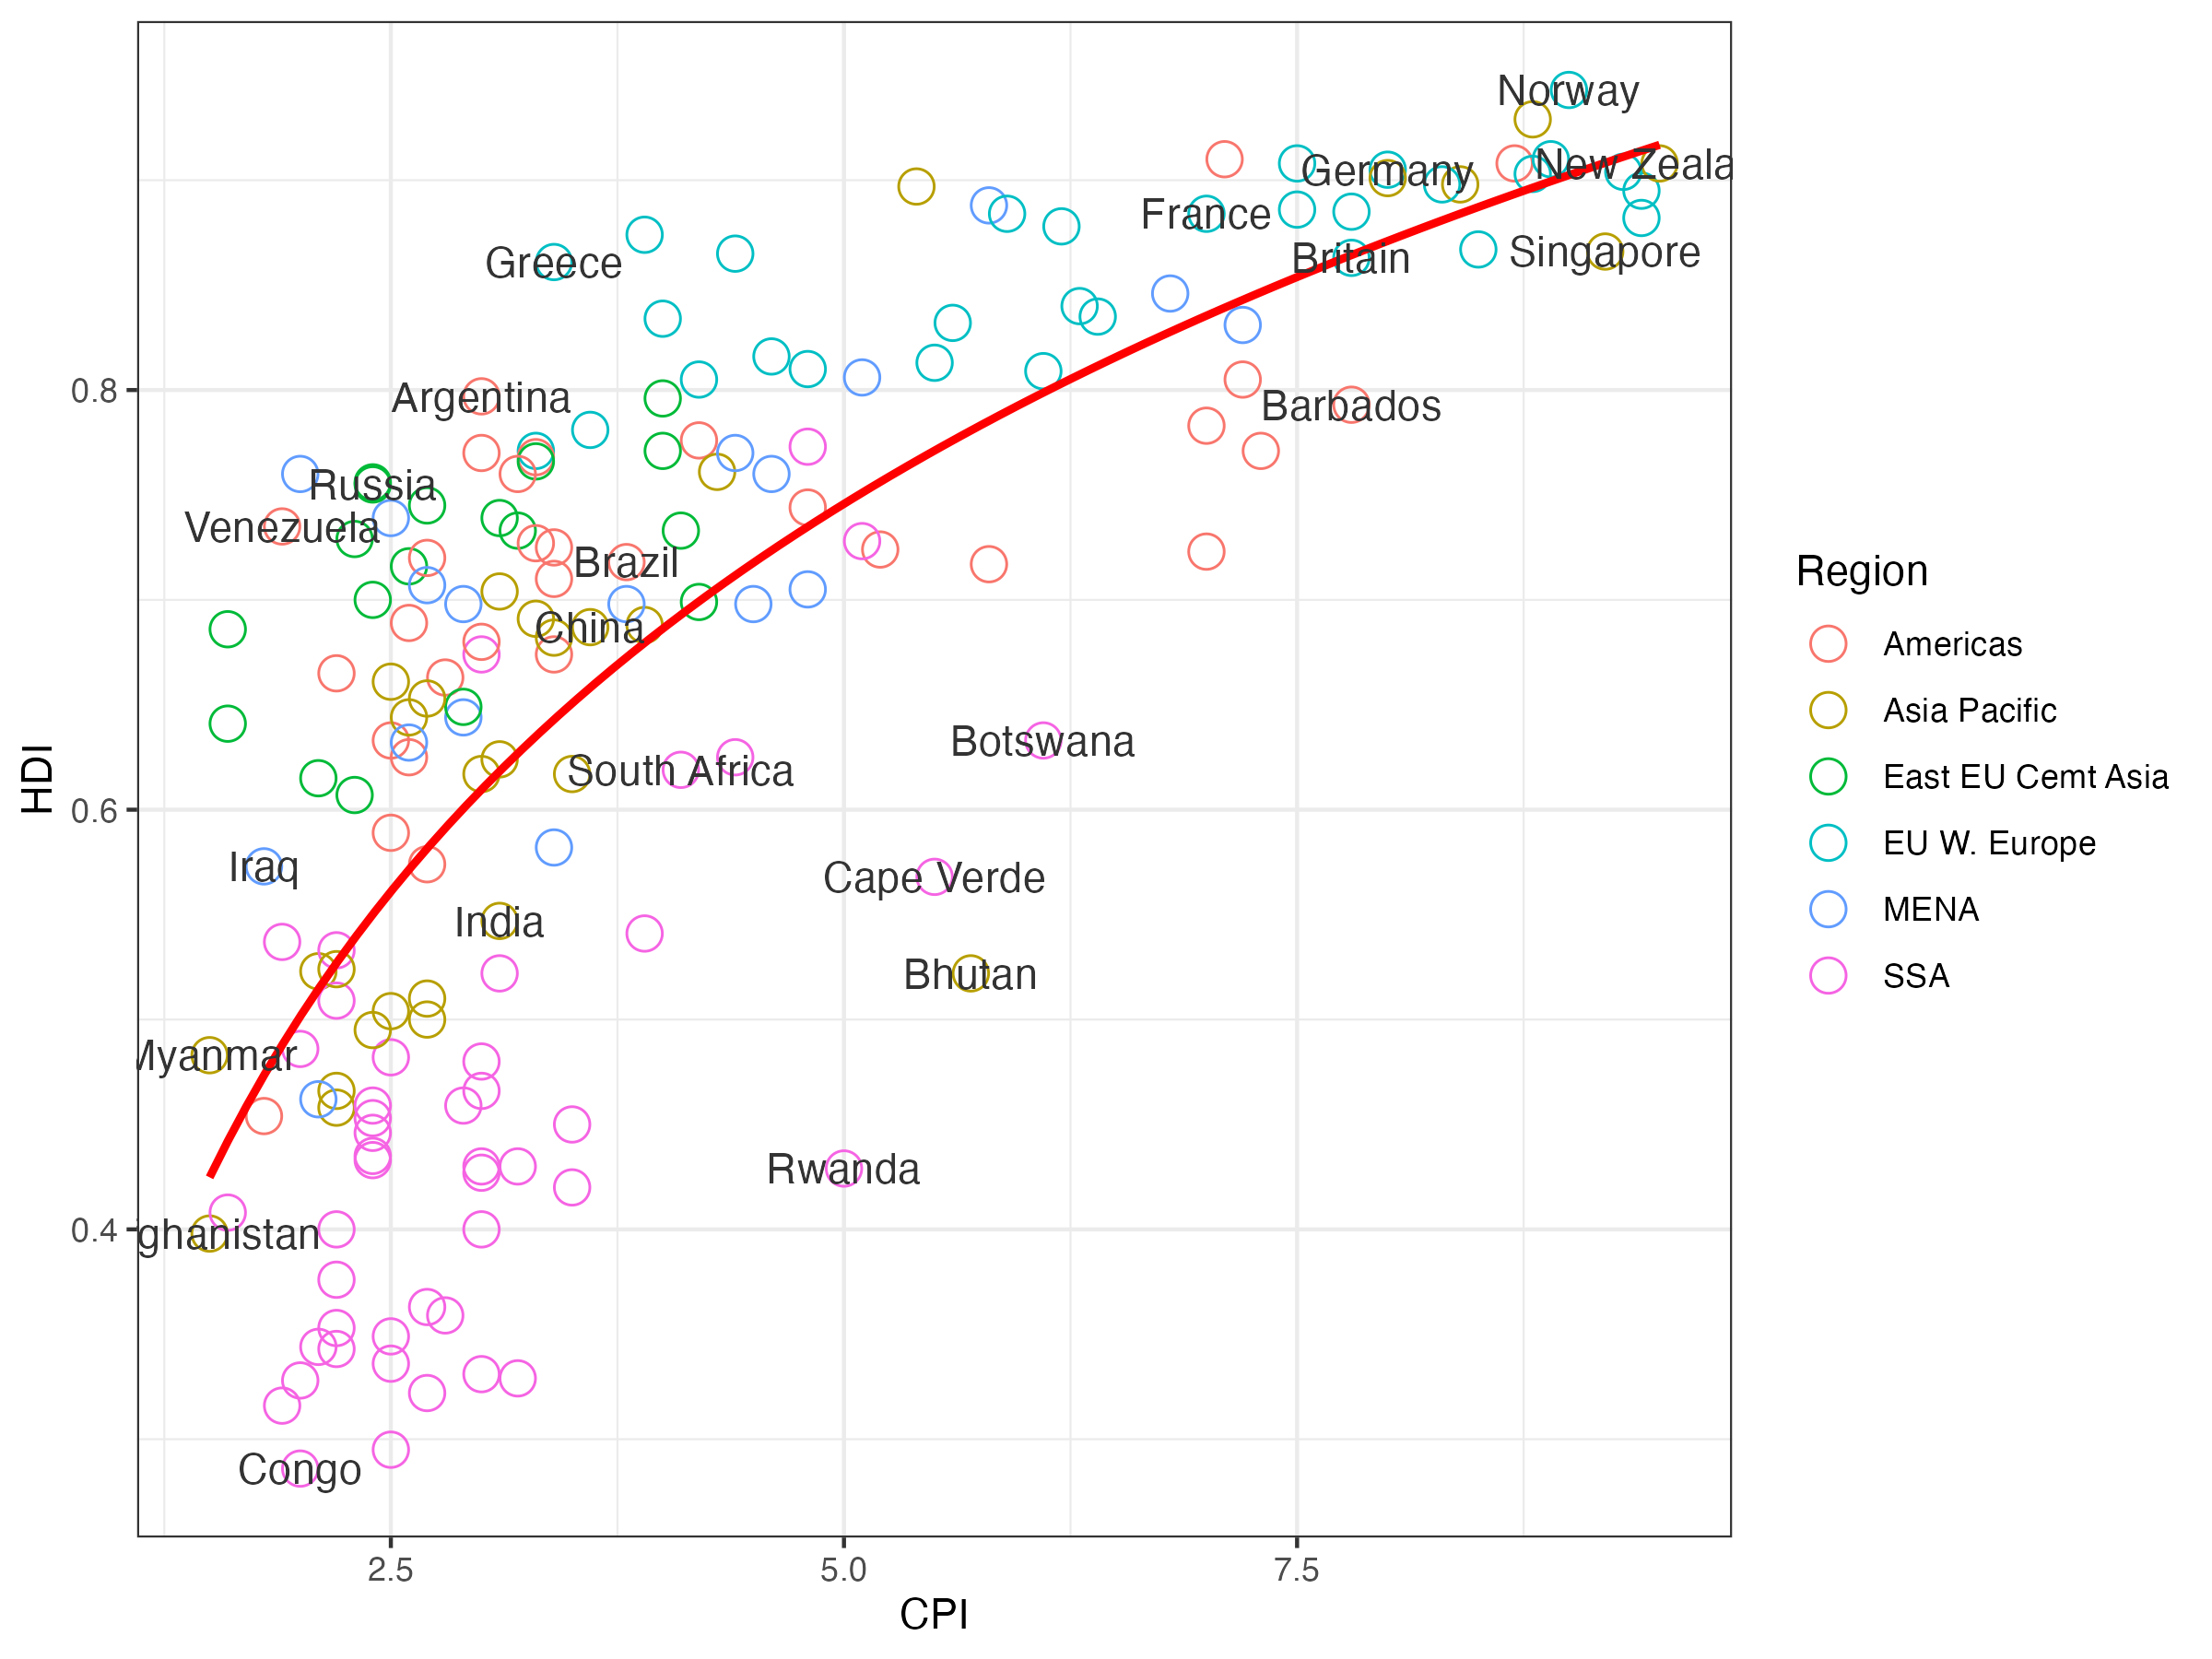 Norway
New Zeala
Germany
France
Britain
Singapore
Greece
Argentina
Barbados
Russia
Venezuela
Brazil
China
Botswana
South Africa
Iraq
Cape Verde
India
Bhutan
Myanmar
Rwanda
ghanistan
Congo
0.8
0.6
0.4
HDI
2.5
5.0
7.5
CPI
Region
Americas
Asia Pacific
East EU Cemt Asia
EU W. Europe
MENA
SSA